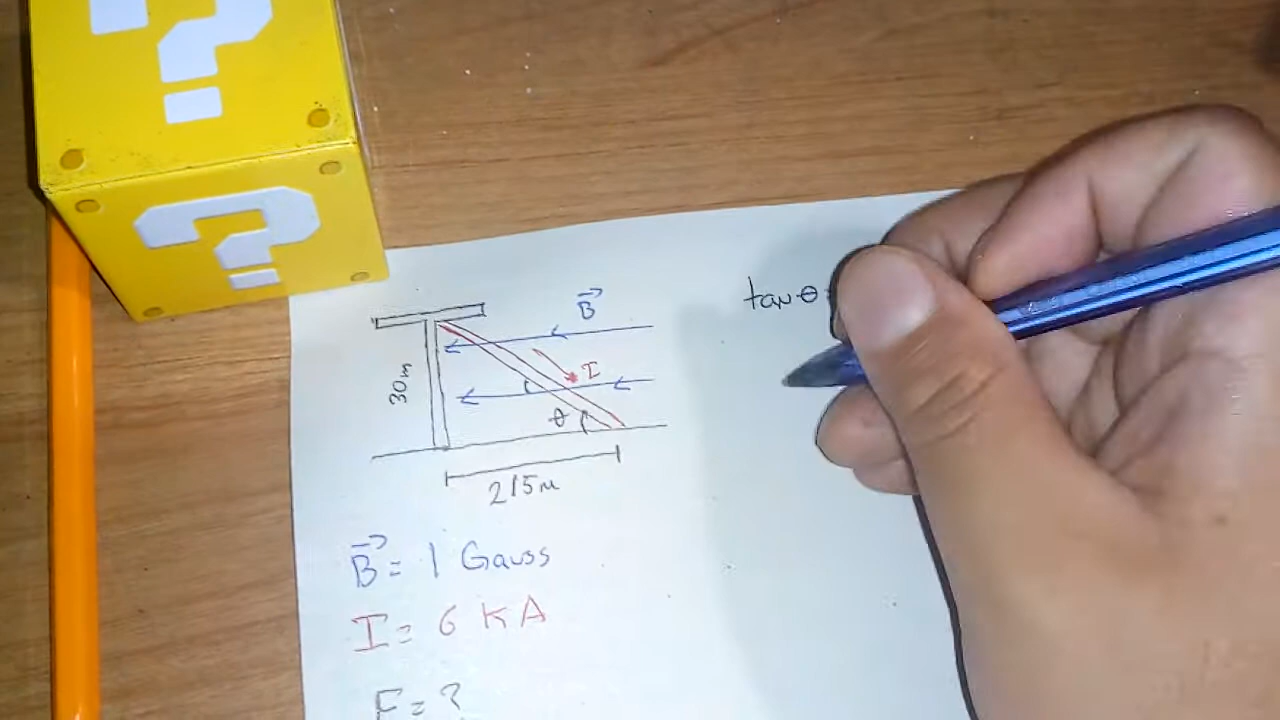 B
tan θ
30m
I
θ
215m
B = 1 Gauss
I = 6 KA
F = ?